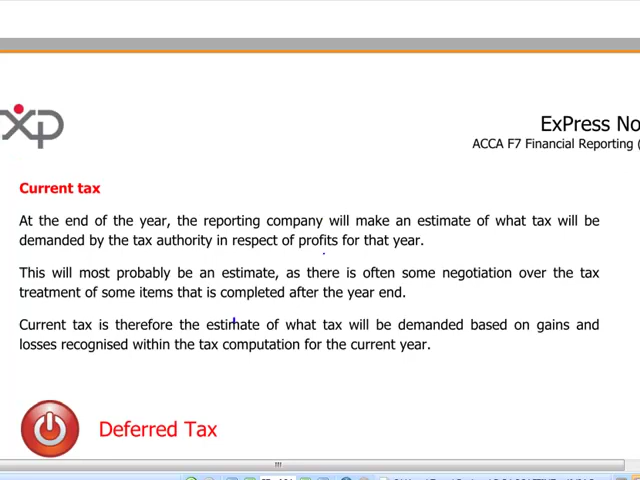 xp
ExPress No
ACCA F7 Financial Reporting (
Current tax
At the end of the year, the reporting company will make an estimate of what tax will be
demanded by the tax authority in respect of profits for that year.
This will most probably be an estimate, as there is often some negotiation over the tax
treatment of some items that is completed after the year end.
Current tax is therefore the estimate of what tax will be demanded based on gains and
losses recognised within the tax computation for the current year.
Deferred Tax